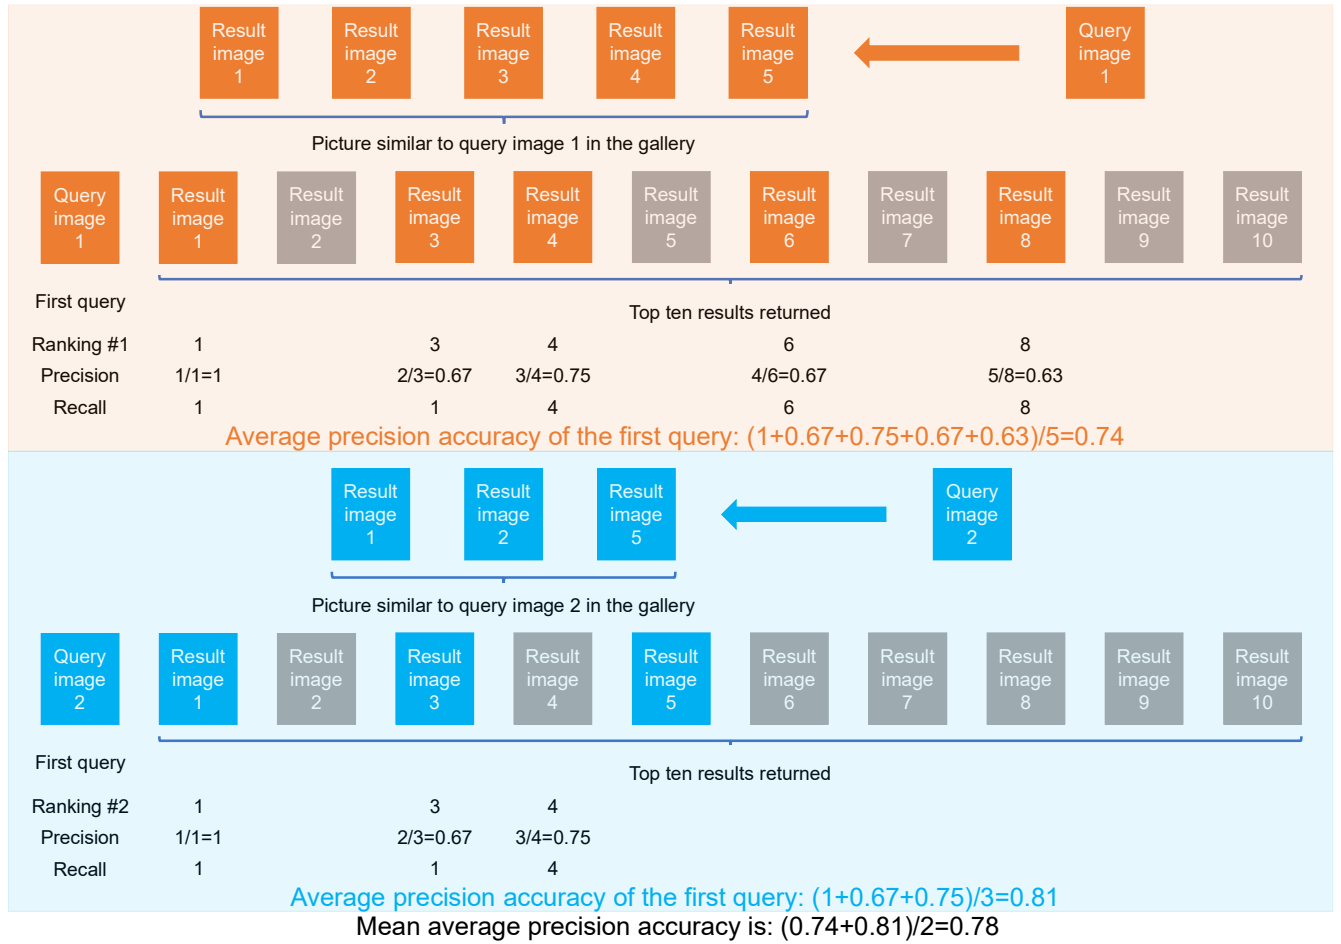 Result image 1
Result image 2
Result image 3
Result image 4
Result image 5
Query image 1
Picture similar to query image 1 in the gallery
Query image 1
Result image 1
Result image 2
Result image 3
Result image 4
Result image 5
Result image 6
Result image 7
Result image 8
Result image 9
Result image 10
First query
Top ten results returned
Ranking #1 1 3 4 6 8
Precision 1/1=1 2/3=0.67 3/4=0.75 4/6=0.67 5/8=0.63
Recall 1 1 4 6 8
Average precision accuracy of the first query: (1+0.67+0.75+0.67+0.63)/5=0.74
Result image 1
Result image 2
Result image 5
Query image 2
Picture similar to query image 2 in the gallery
Query image 2
Result image 1
Result image 2
Result image 3
Result image 4
Result image 5
Result image 6
Result image 7
Result image 8
Result image 9
Result image 10
First query
Top ten results returned
Ranking #2 1 3 4
Precision 1/1=1 2/3=0.67 3/4=0.75
Recall 1 1 4
Average precision accuracy of the first query: (1+0.67+0.75)/3=0.81
Mean average precision accuracy is: (0.74+0.81)/2=0.78